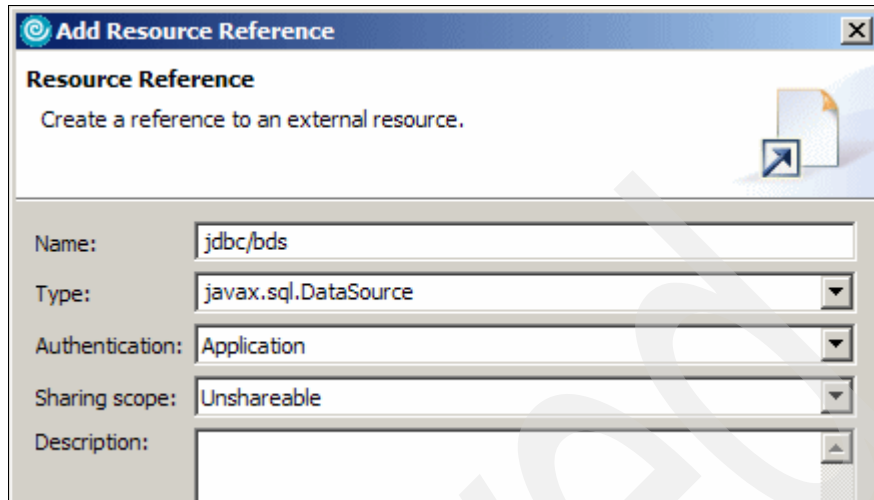 Add Resource Reference
Resource Reference
Create a reference to an external resource.
Name: jdbc/bds
Type: javax.sql.DataSource
Authentication: Application
Sharing scope: Unshareable
Description: